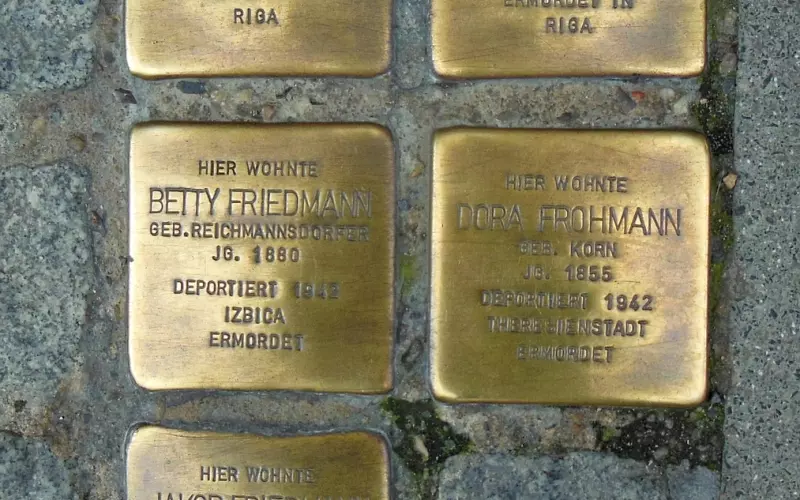 RIGA
ERMORDET IN
RIGA
HIER WOHNTE
BETTY FRIEDMANN
GEB.REICHMANNSDORFER
JG. 1880
DEPORTIERT 1942
IZBICA
ERMORDET
HIER WOHNTE
DORA FROHMANN
GEB. KORN
JG. 1855
DEPORTIERT 1942
THERESIENSTADT
ERMORDET
HIER WOHNTE